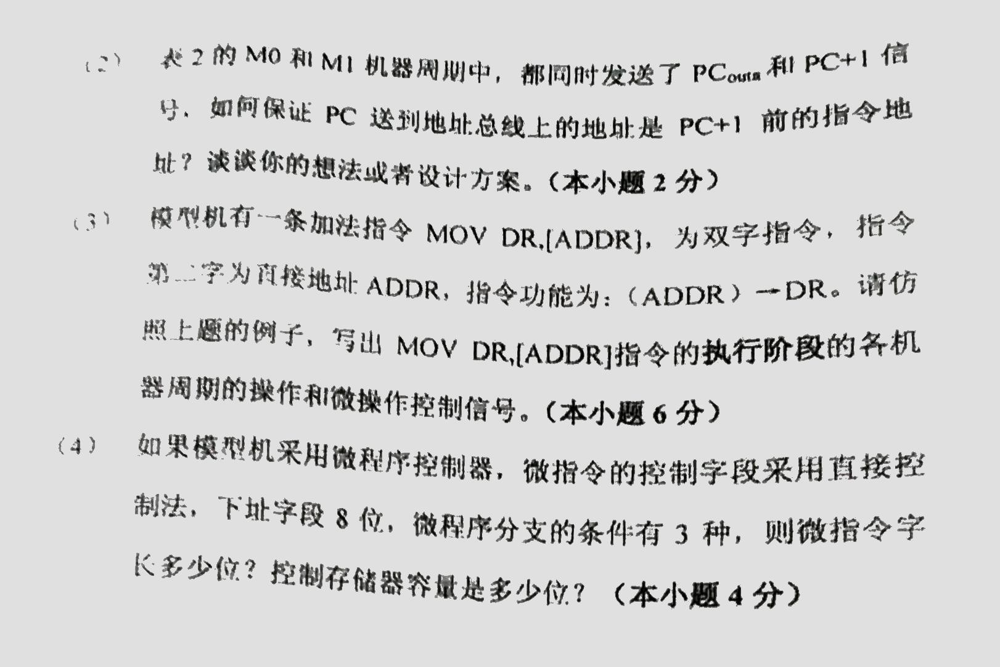 （2） 表 2 的 M0 和 M1 机器周期中，都同时发送了 PCouta 和 PC+1 信
号，如何保证 PC 送到地址总线上的地址是 PC+1 前的指令地
址？谈谈你的想法或者设计方案。（本小题 2 分）
（3） 模型机有一条加法指令 MOV DR,[ADDR]，为双字指令，指令
第二字为直接地址 ADDR，指令功能为：（ADDR）→DR。请仿
照上题的例子，写出 MOV DR,[ADDR]指令的执行阶段的各机
器周期的操作和微操作控制信号。（本小题 6 分）
（4） 如果模型机采用微程序控制器，微指令的控制字段采用直接控
制法，下址字段 8 位，微程序分支的条件有 3 种，则微指令字
长多少位？控制存储器容量是多少位？（本小题 4 分）